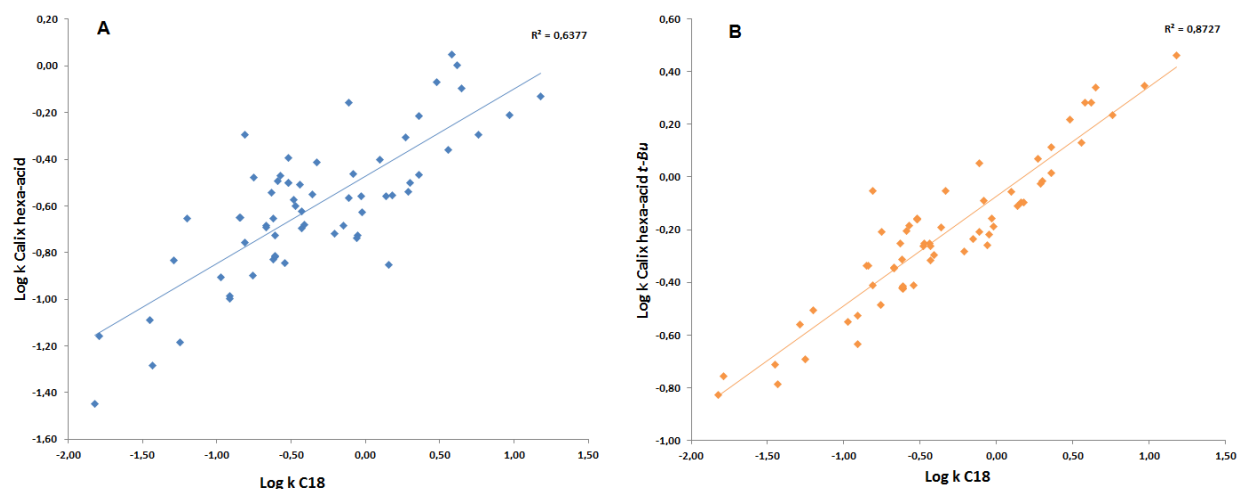 A
R² = 0,6377
0,20
0,00
-0,20
-0,40
-0,60
-0,80
-1,00
-1,20
-1,40
-1,60
-2,00 -1,50 -1,00 -0,50 0,00 0,50 1,00 1,50
Log k Calix hexa-acid
Log k C18
B
R² = 0,8727
0,60
0,40
0,20
0,00
-0,20
-0,40
-0,60
-0,80
-1,00
-2,00 -1,50 -1,00 -0,50 0,00 0,50 1,00 1,50
Log k Calix hexa-acid t-Bu
Log k C18